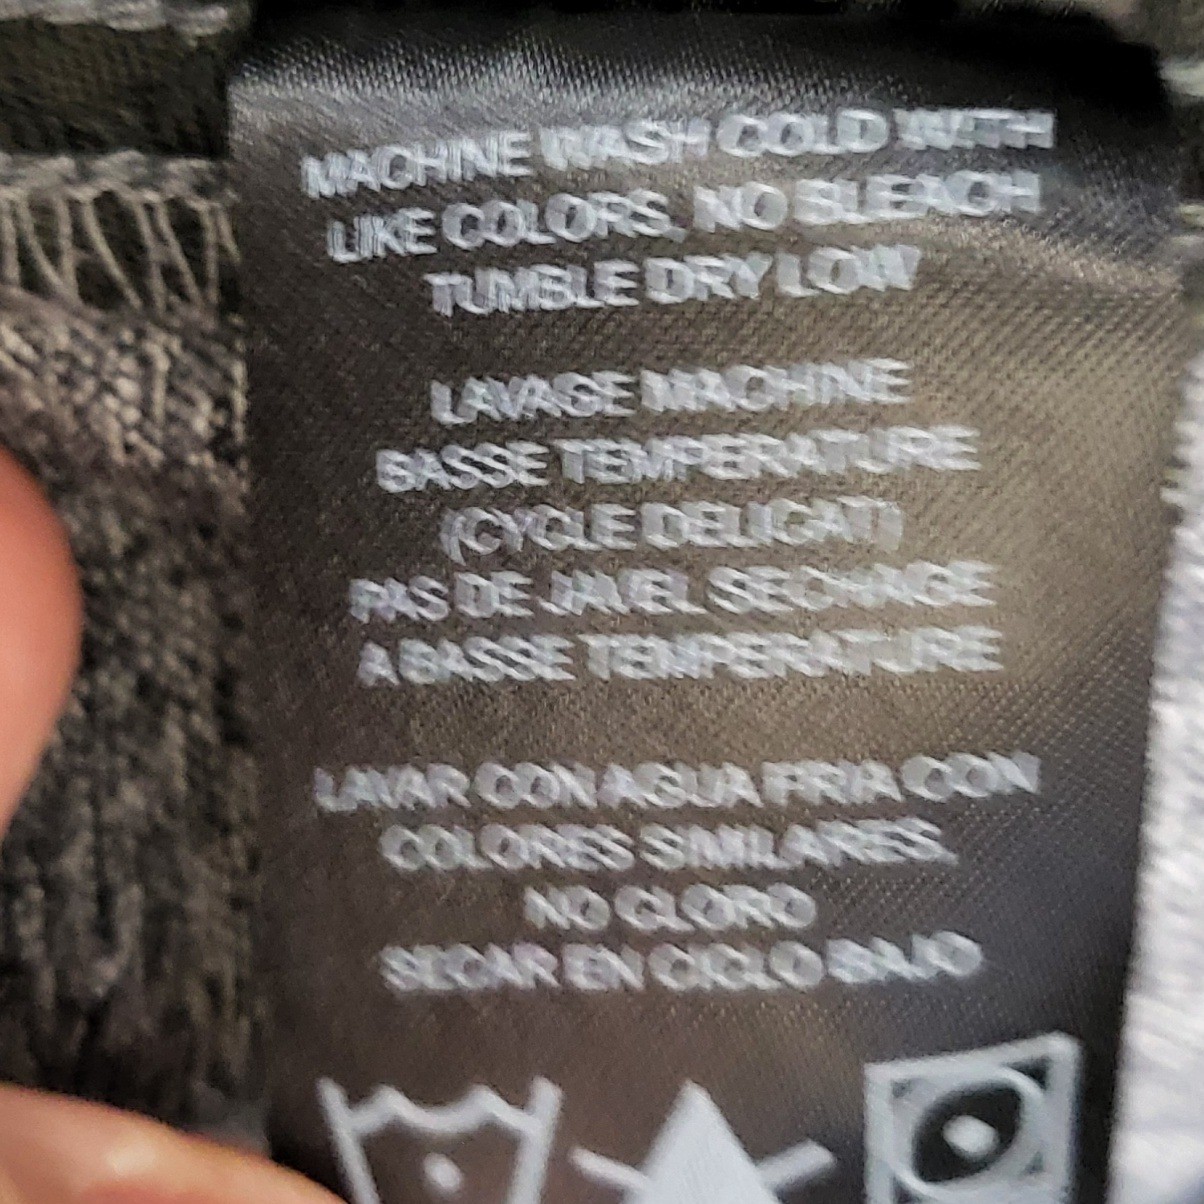 MACHINE WASH COLD WITH
LIKE COLORS, NO BLEACH
TUMBLE DRY LOW
LAVAGE MACHINE
BASSE TEMPERATURE
(CYCLE DELICAT)
PAS DE JAVEL SECHAGE
A BASSE TEMPERATURE
LAVAR CON AGUA FRIA CON
COLORES SIMILARES,
NO CLORO
SECAR EN CICLO BAJO